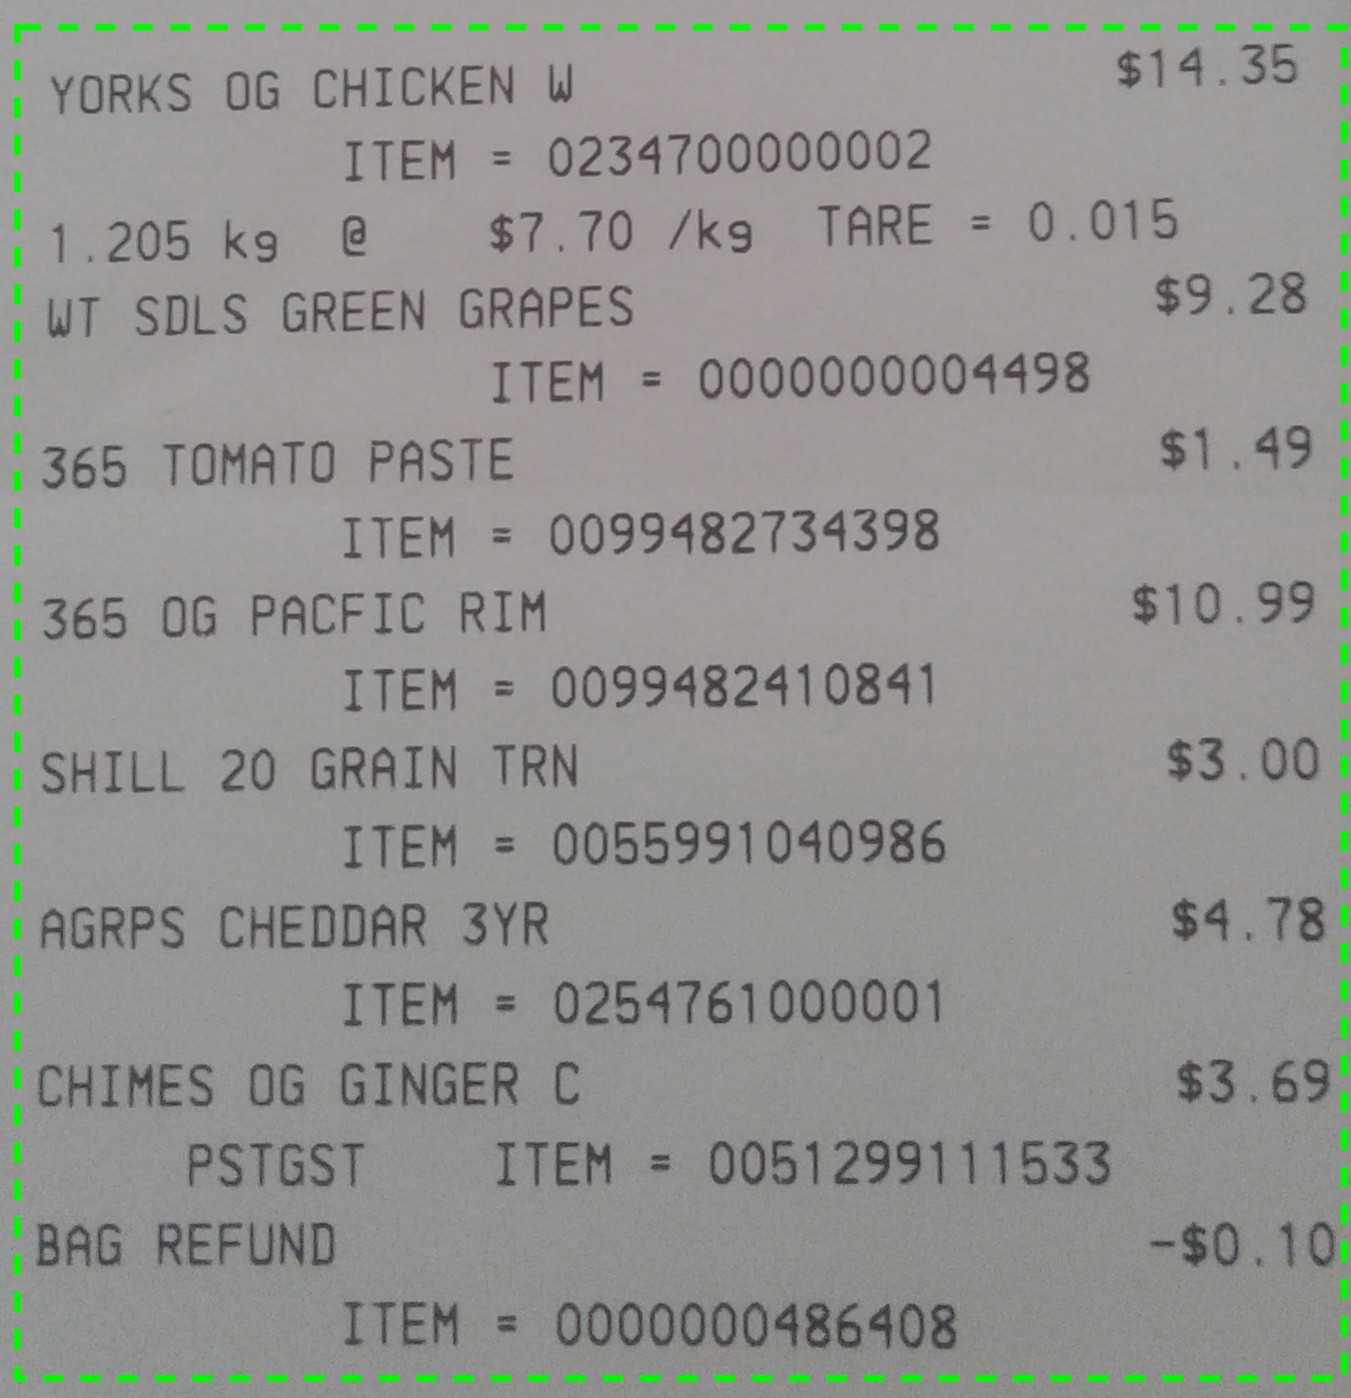 YORKS OG CHICKEN W $14.35
ITEM = 0234700000002
1.205 kg @ $7.70 /kg TARE = 0.015
WT SDLS GREEN GRAPES $9.28
ITEM = 0000000004498
365 TOMATO PASTE $1.49
ITEM = 0099482734398
365 OG PACFIC RIM $10.99
ITEM = 0099482410841
SHILL 20 GRAIN TRN $3.00
ITEM = 0055991040986
AGRPS CHEDDAR 3YR $4.78
ITEM = 0254761000001
CHIMES OG GINGER C $3.69
PSTGST ITEM = 0051299111533
BAG REFUND -$0.10
ITEM = 0000000486408